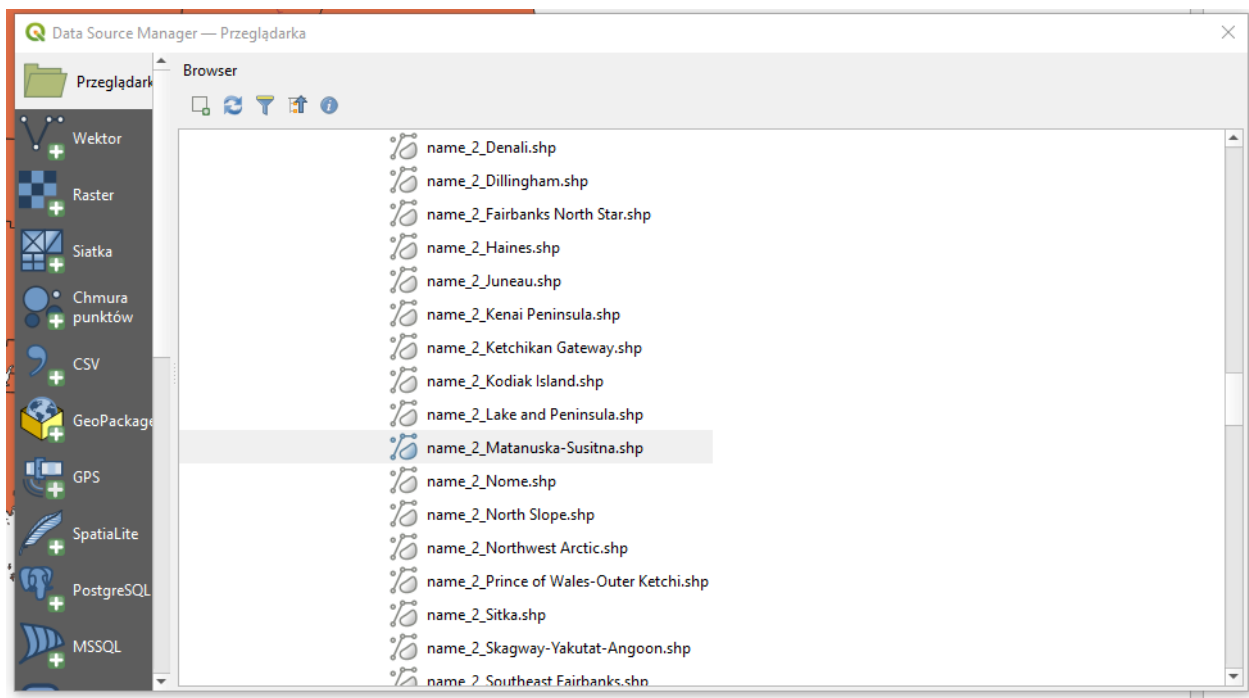 Data Source Manager — Przeglądarka
Przeglądark
Wektor
Raster
Siatka
Chmura
punktów
CSV
GeoPackage
GPS
SpatiaLite
PostgreSQL
MSSQL
Browser
name_2_Denali.shp
name_2_Dillingham.shp
name_2_Fairbanks North Star.shp
name_2_Haines.shp
name_2_Juneau.shp
name_2_Kenai Peninsula.shp
name_2_Ketchikan Gateway.shp
name_2_Kodiak Island.shp
name_2_Lake and Peninsula.shp
name_2_Matanuska-Susitna.shp
name_2_Nome.shp
name_2_North Slope.shp
name_2_Northwest Arctic.shp
name_2_Prince of Wales-Outer Ketchi.shp
name_2_Sitka.shp
name_2_Skagway-Yakutat-Angoon.shp
name_2_Southeast Fairbanks.shp